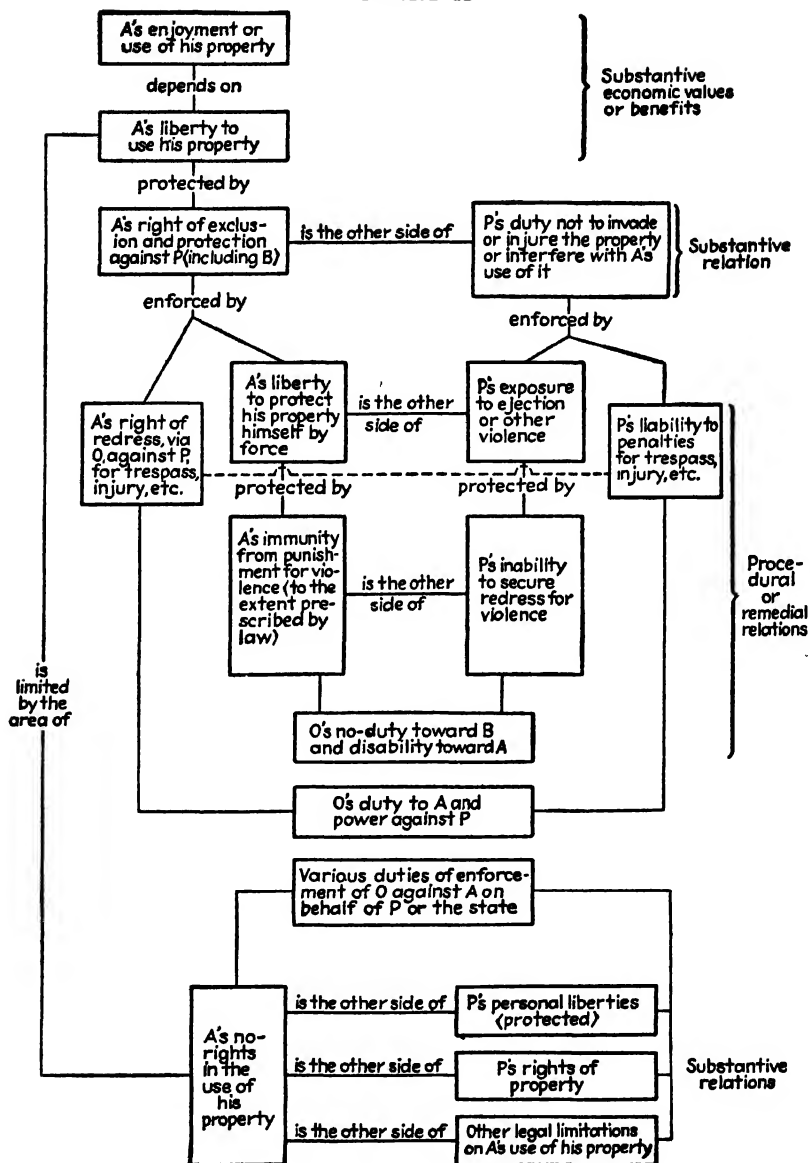 A's enjoyment or
use of his property
depends on
A's liberty to
use his property
Substantive
economic values
or benefits
protected by
A's right of exclus-
ion and protection
against P (including B)
is the other side of
P's duty not to invade
or injure the property
or interfere with A's
use of it
Substantive
relation
enforced by
enforced by
A's right of
redress, via
O, against P,
for trespass,
injury, etc.
A's liberty
to protect
his property
himself by
force
is the other
side of
P's exposure
to ejection
or other
violence
P's liability to
penalties
for trespass,
injury, etc.
protected by
protected by
A's immunity
from punish-
ment for vio-
lence (to the
extent pre-
scribed by
law)
is the other
side of
P's inability
to secure
redress for
violence
Proce-
dural
or
remedial
relations
O's no-duty toward B
and disability toward A
O's duty to A and
power against P
is
limited
by the
area of
Various duties of enforce-
ment of O against A on
behalf of P or the state
A's no-
rights
in the
use of
his
property
is the other side of
P's personal liberties
(protected)
is the other side of
P's rights of
property
is the other side of
Other legal limitations
on A's use of his property
Substantive
relations